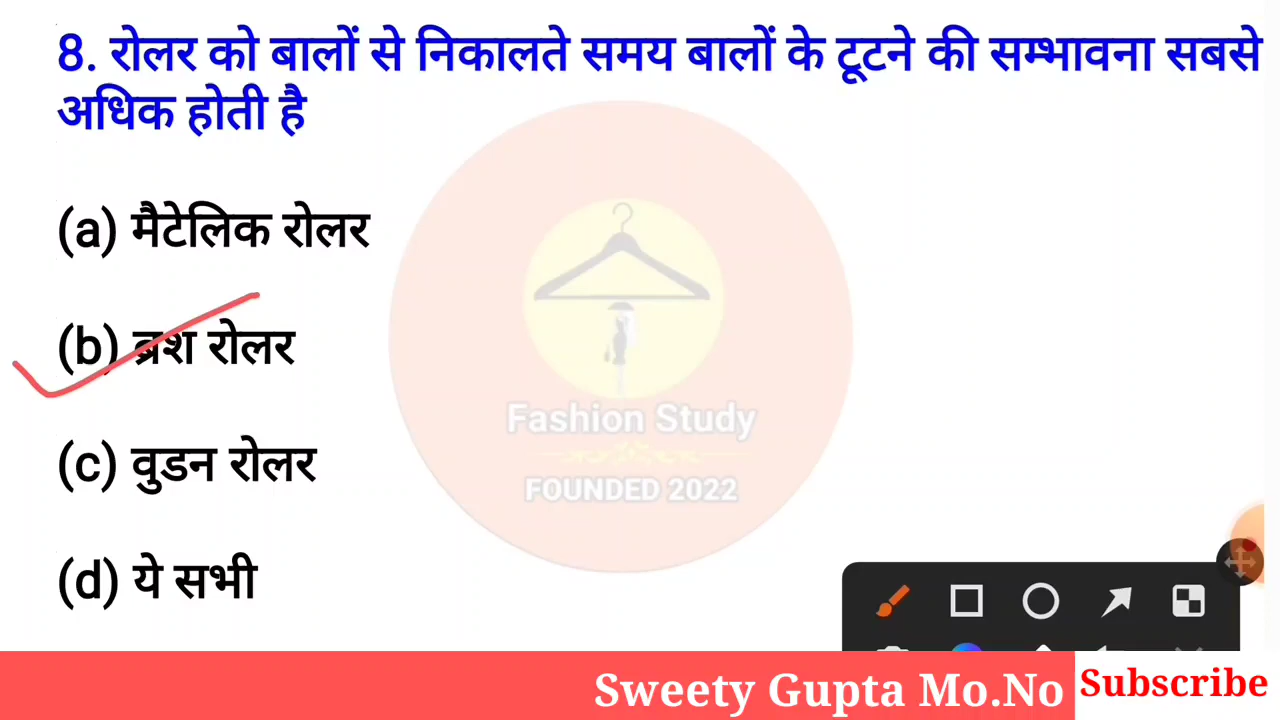 8. रोलर को बालों से निकालते समय बालों के टूटने की सम्भावना सबसे
अधिक होती है
(a) मैटेलिक रोलर
(b) ब्रश रोलर
(c) वुडन रोलर
(d) ये सभी
Fashion Study
FOUNDED 2022
Sweety Gupta Mo.No
Subscribe